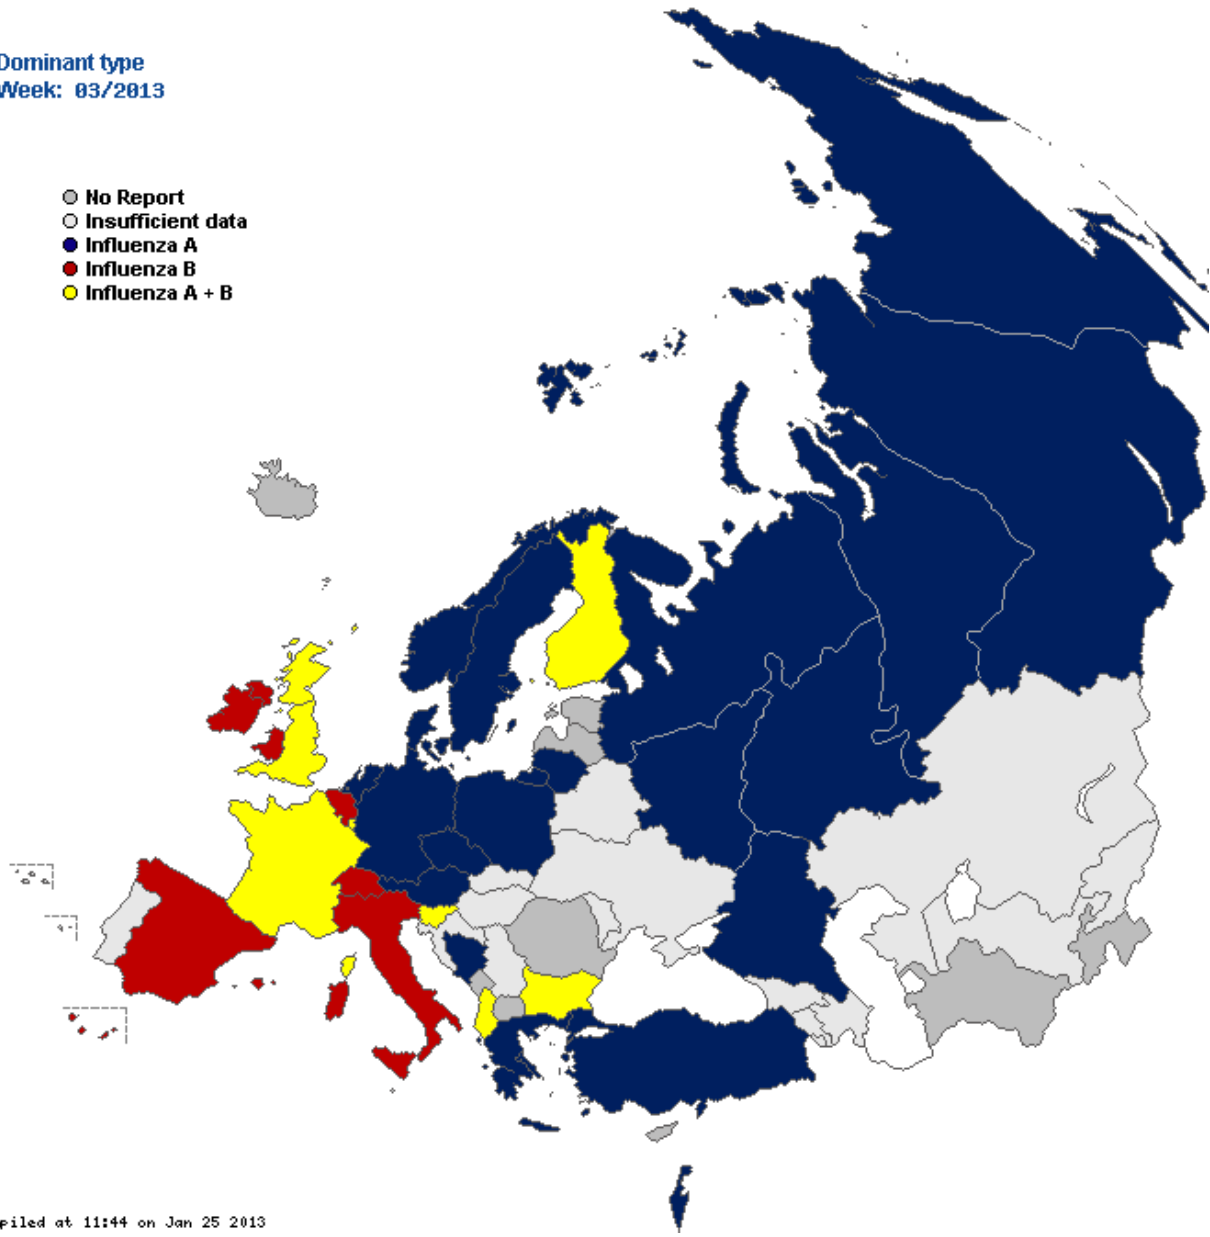 Dominant type
Week: 03/2013
No Report
Insufficient data
Influenza A
Influenza B
Influenza A + B
piled at 11:44 on Jan 25 2013